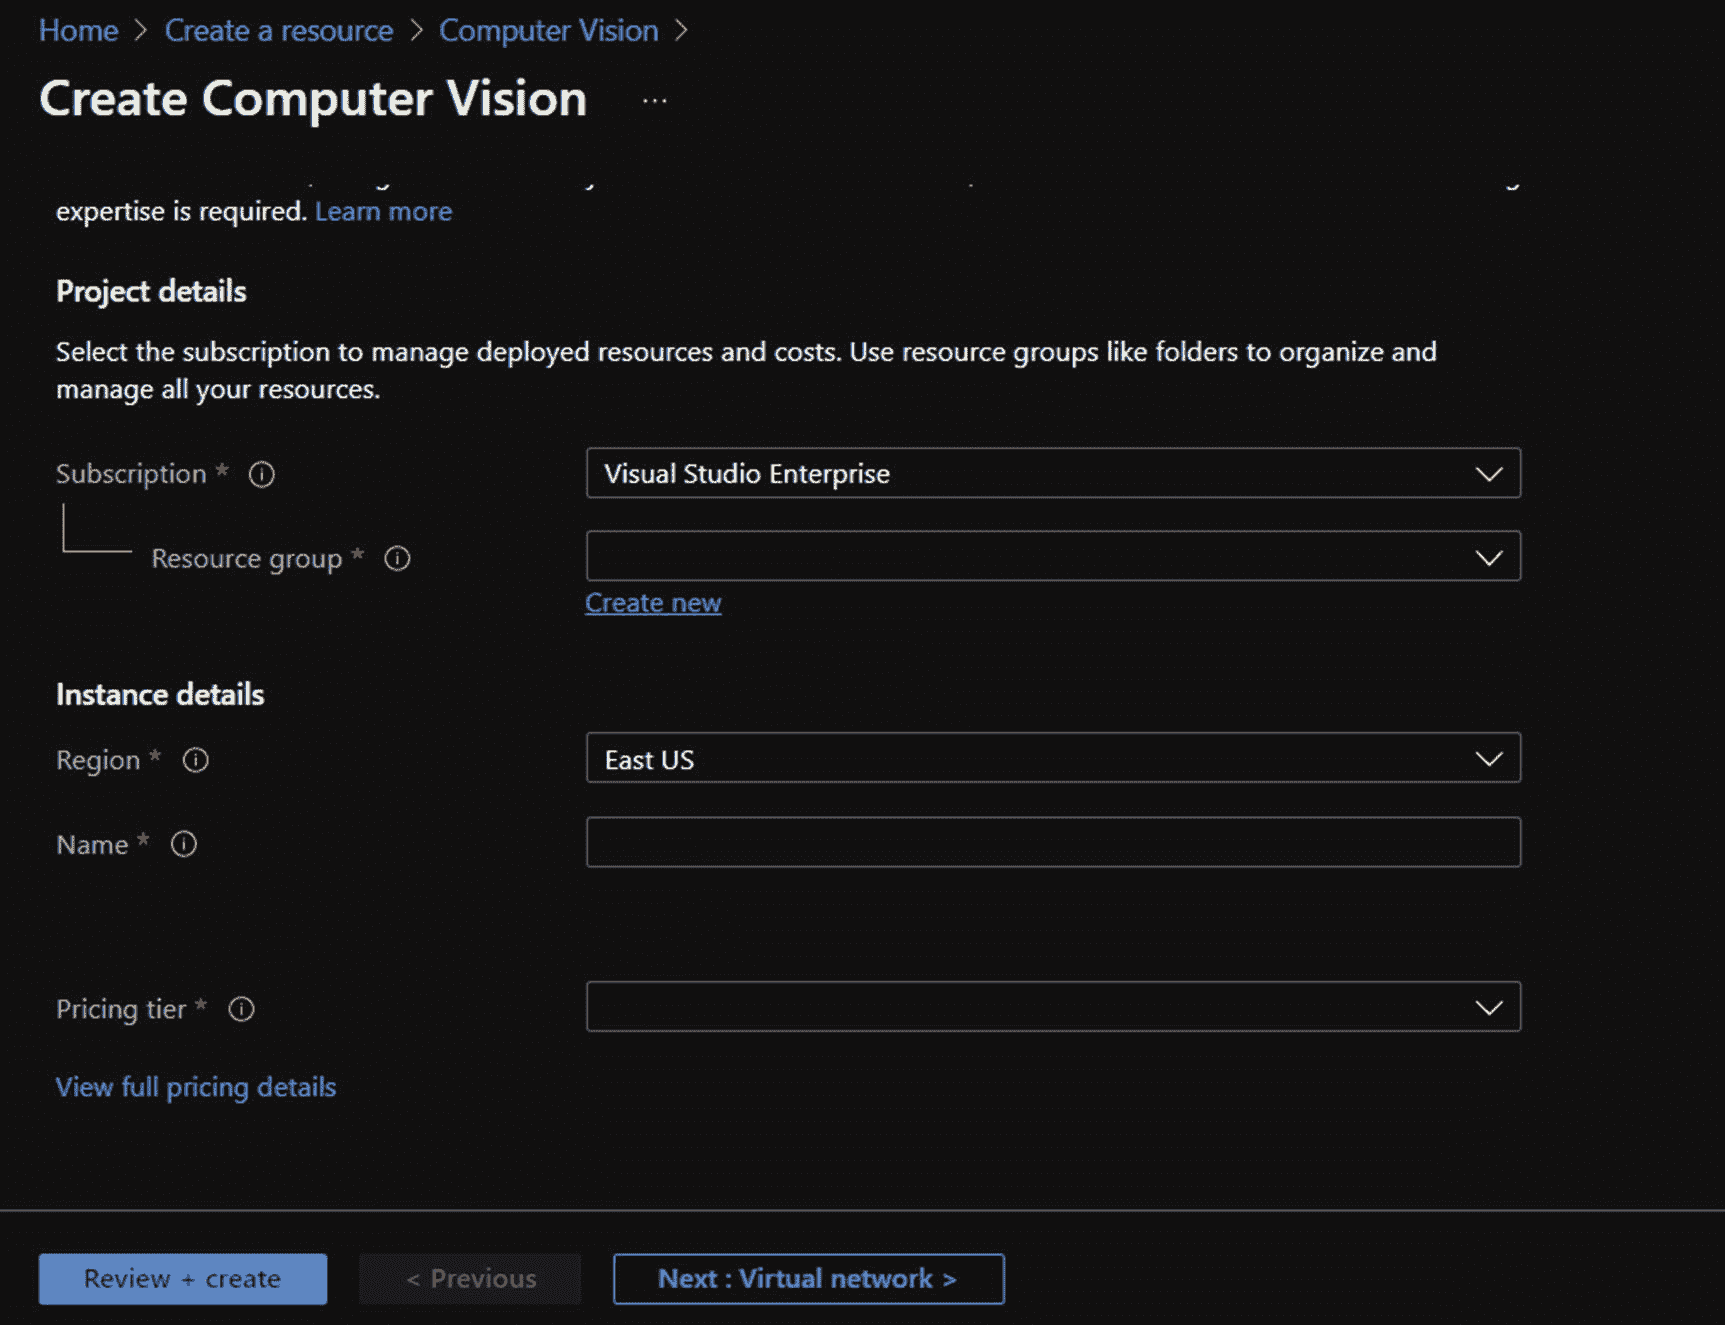 Home > Create a resource > Computer Vision >
Create Computer Vision ...
expertise is required. Learn more
Project details
Select the subscription to manage deployed resources and costs. Use resource groups like folders to organize and
manage all your resources.
Subscription *
Visual Studio Enterprise
Resource group *
Create new
Instance details
Region *
East US
Name *
Pricing tier *
View full pricing details
Review + create
< Previous
Next : Virtual network >